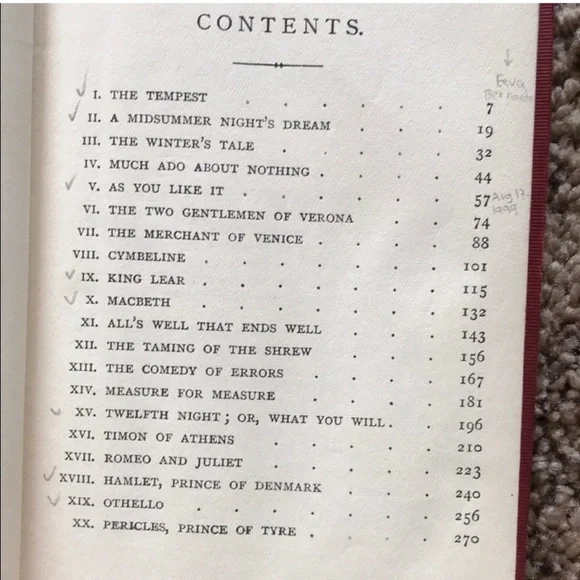 CONTENTS.
I. THE TEMPEST . . . . . . 7
II. A MIDSUMMER NIGHT'S DREAM . . . 19
III. THE WINTER'S TALE . . . . . 32
IV. MUCH ADO ABOUT NOTHING . . . . 44
V. AS YOU LIKE IT . . . . . . 57 Aug 17-
1999
VI. THE TWO GENTLEMEN OF VERONA . . 74
VII. THE MERCHANT OF VENICE . . . . 88
VIII. CYMBELINE . . . . . . 101
IX. KING LEAR . . . . . . 115
X. MACBETH . . . . . . 132
XI. ALL'S WELL THAT ENDS WELL . . . . 143
XII. THE TAMING OF THE SHREW . . . . 156
XIII. THE COMEDY OF ERRORS . . . . 167
XIV. MEASURE FOR MEASURE . . . . 181
XV. TWELFTH NIGHT; OR, WHAT YOU WILL . . 196
XVI. TIMON OF ATHENS . . . . . 210
XVII. ROMEO AND JULIET . . . . . 223
XVIII. HAMLET, PRINCE OF DENMARK . . . 240
XIX. OTHELLO . . . . . . 256
XX. PERICLES, PRINCE OF TYRE . . . . 270